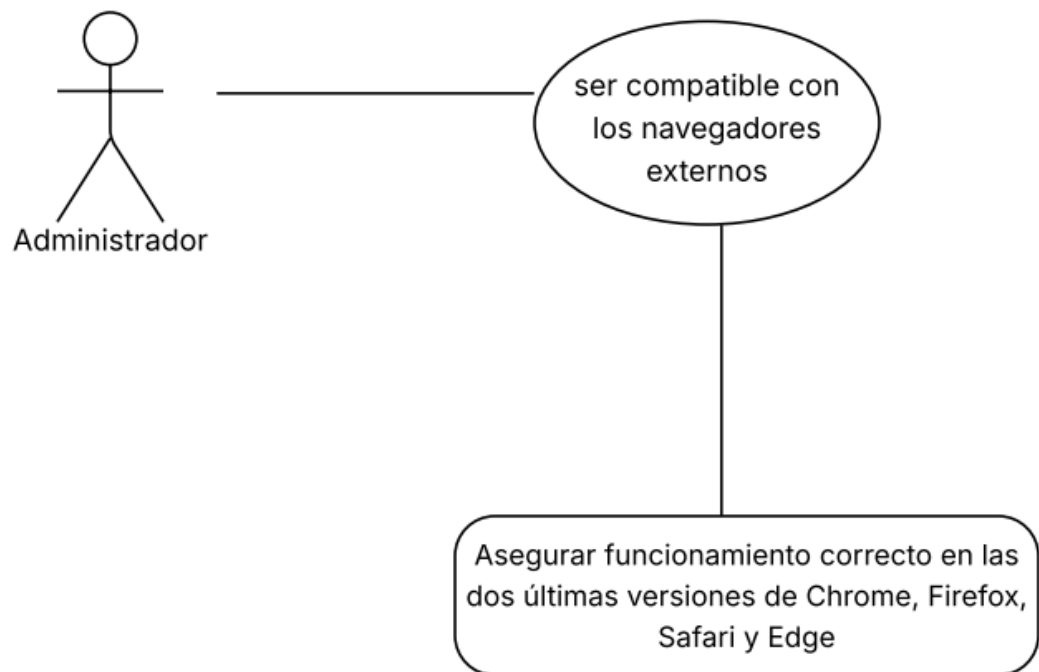 ser compatible con
los navegadores
externos
Administrador
Asegurar funcionamiento correcto en las
dos últimas versiones de Chrome, Firefox,
Safari y Edge